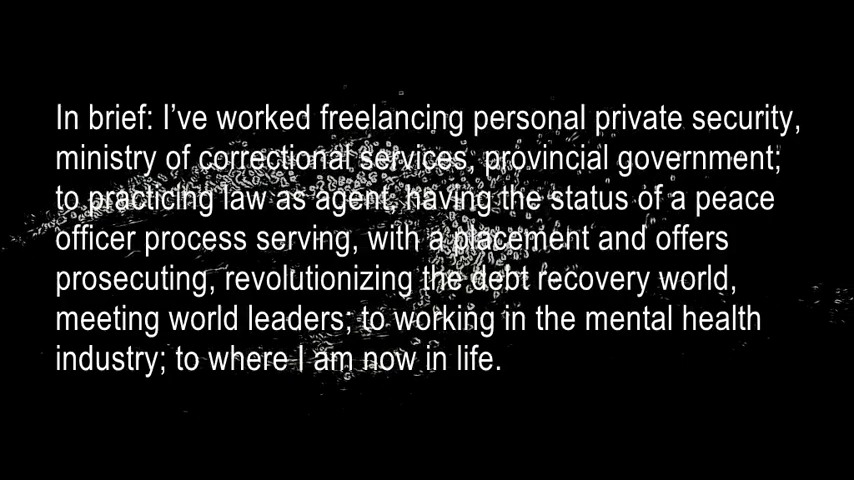 In brief: I’ve worked freelancing personal private security,
ministry of correctional services, provincial government;
to practicing law as agent, having the status of a peace
officer process serving, with a placement and offers
prosecuting, revolutionizing the debt recovery world,
meeting world leaders; to working in the mental health
industry; to where I am now in life.